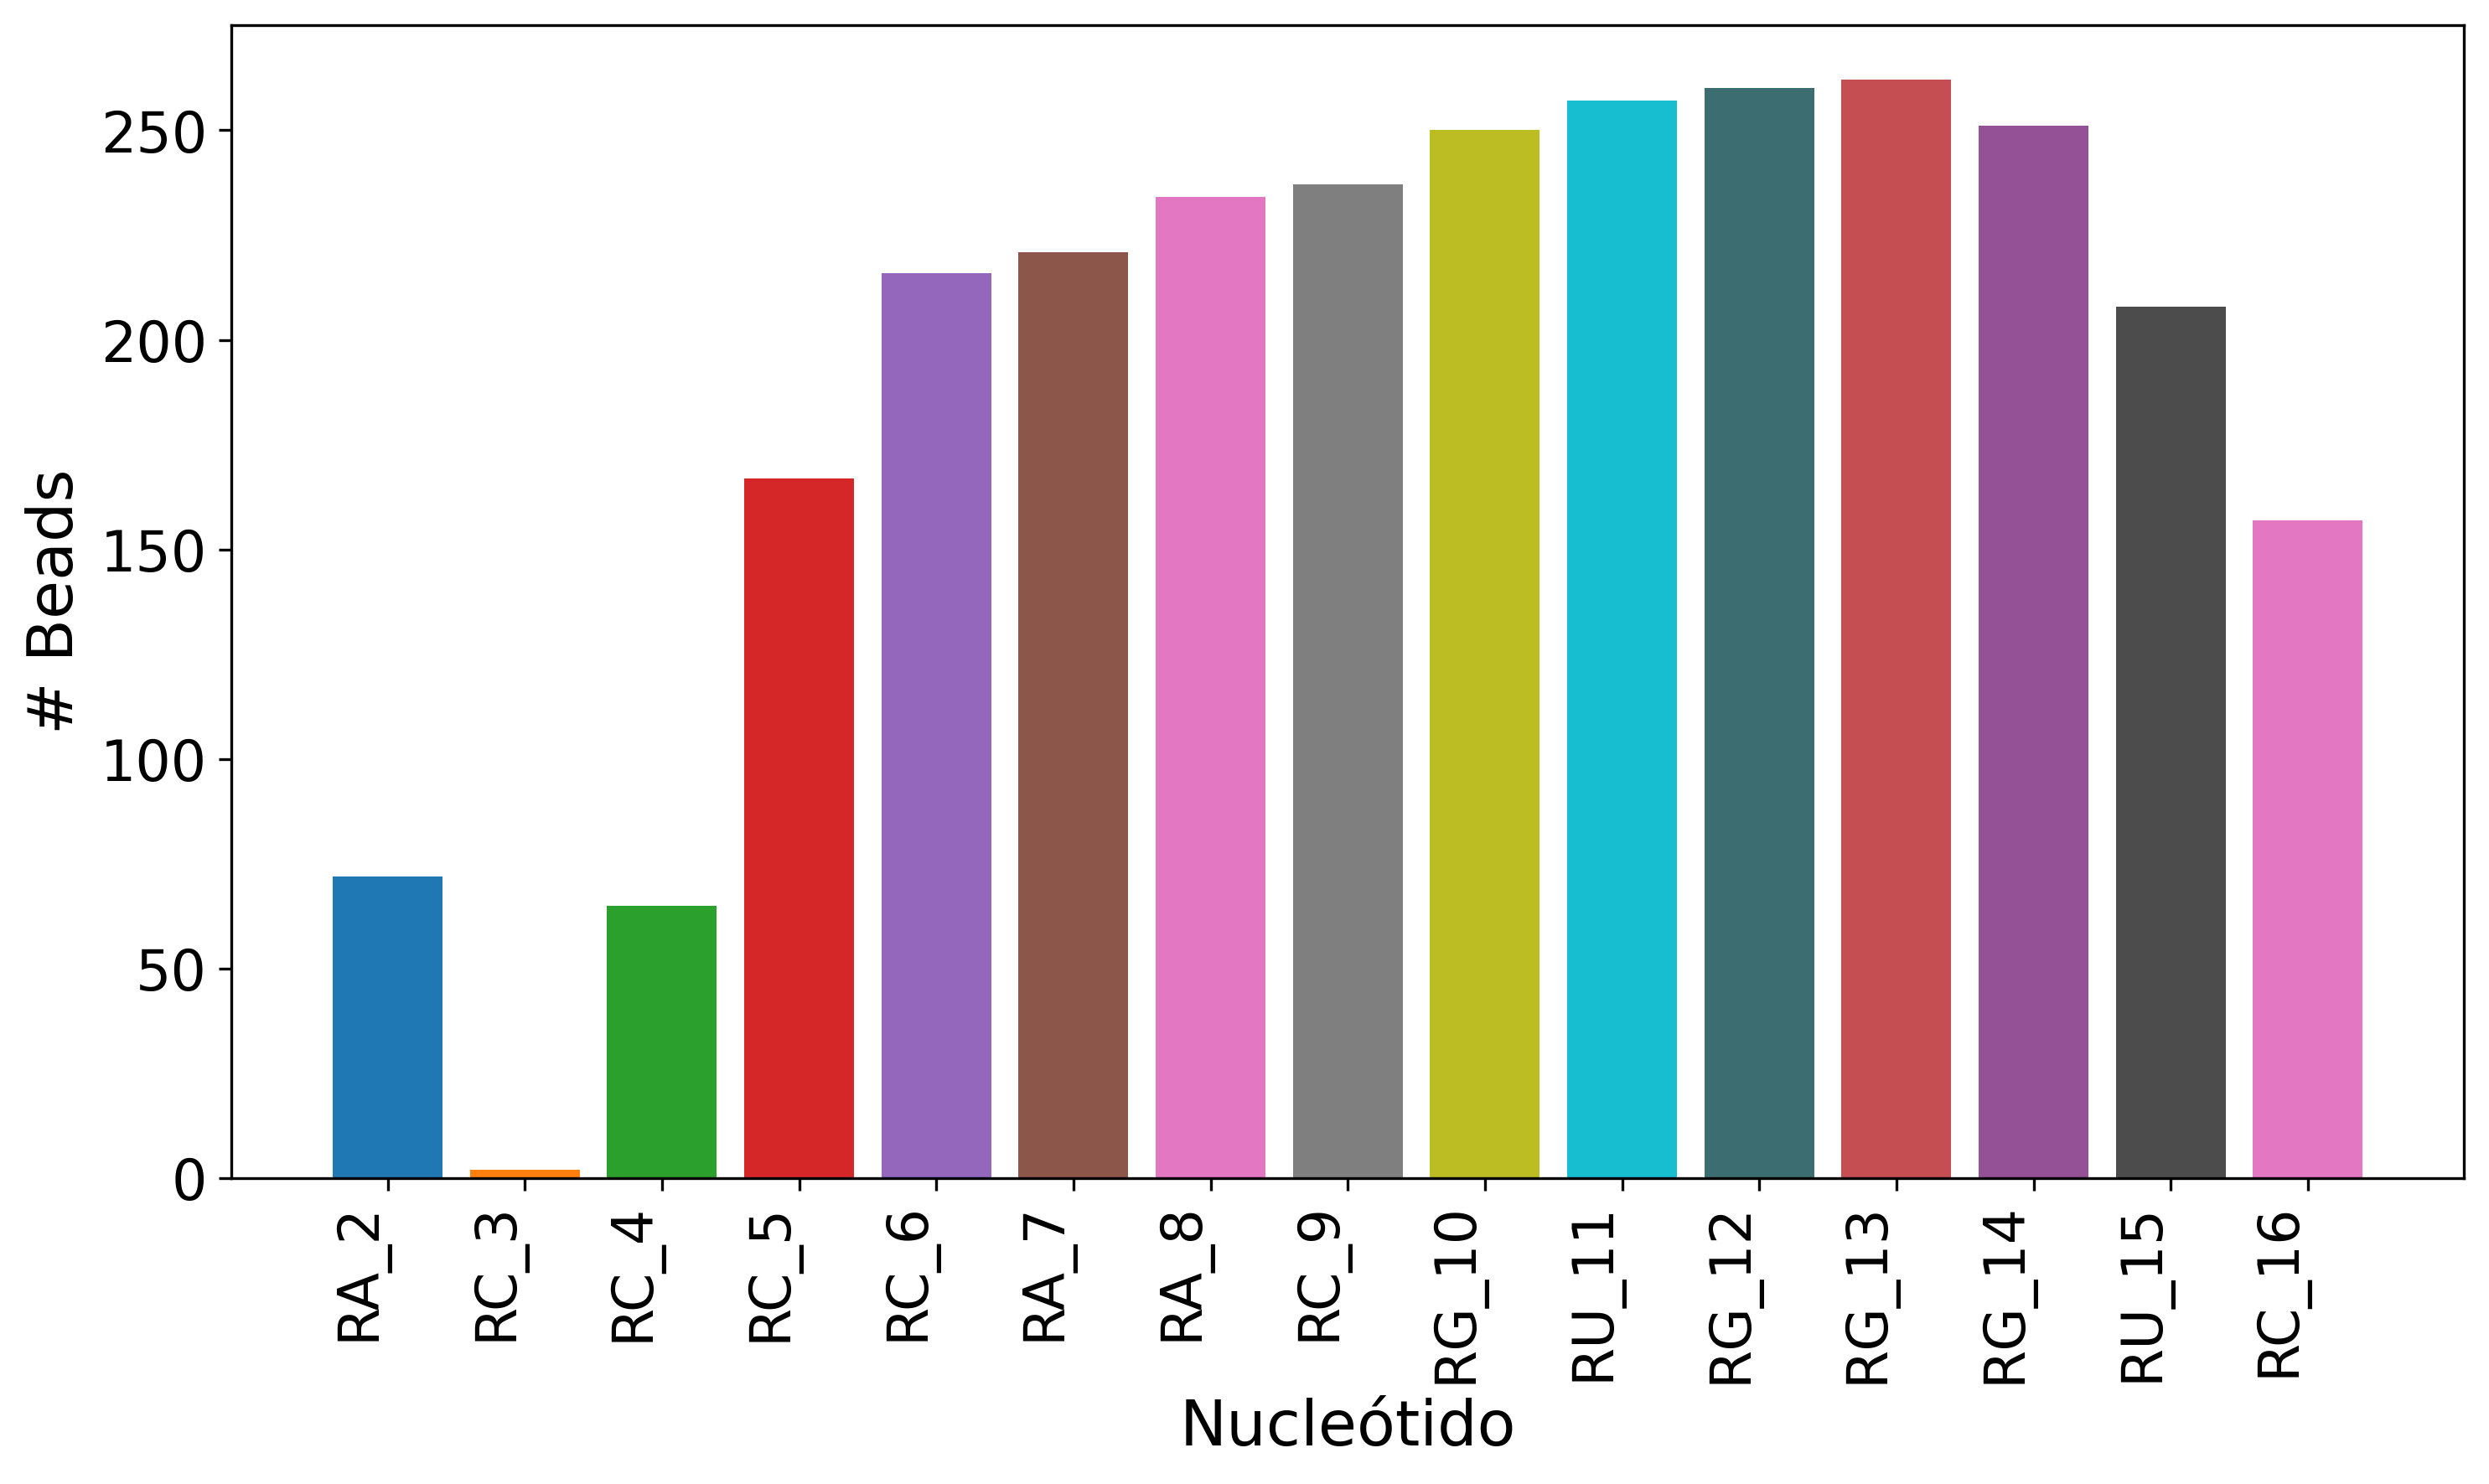 # Beads
250
200
150
100
50
0
RA_2
RC_3
RC_4
RC_5
RC_6
RA_7
RA_8
RC_9
RG_10
RU_11
RG_12
RG_13
RG_14
RU_15
RC_16
Nucleótido